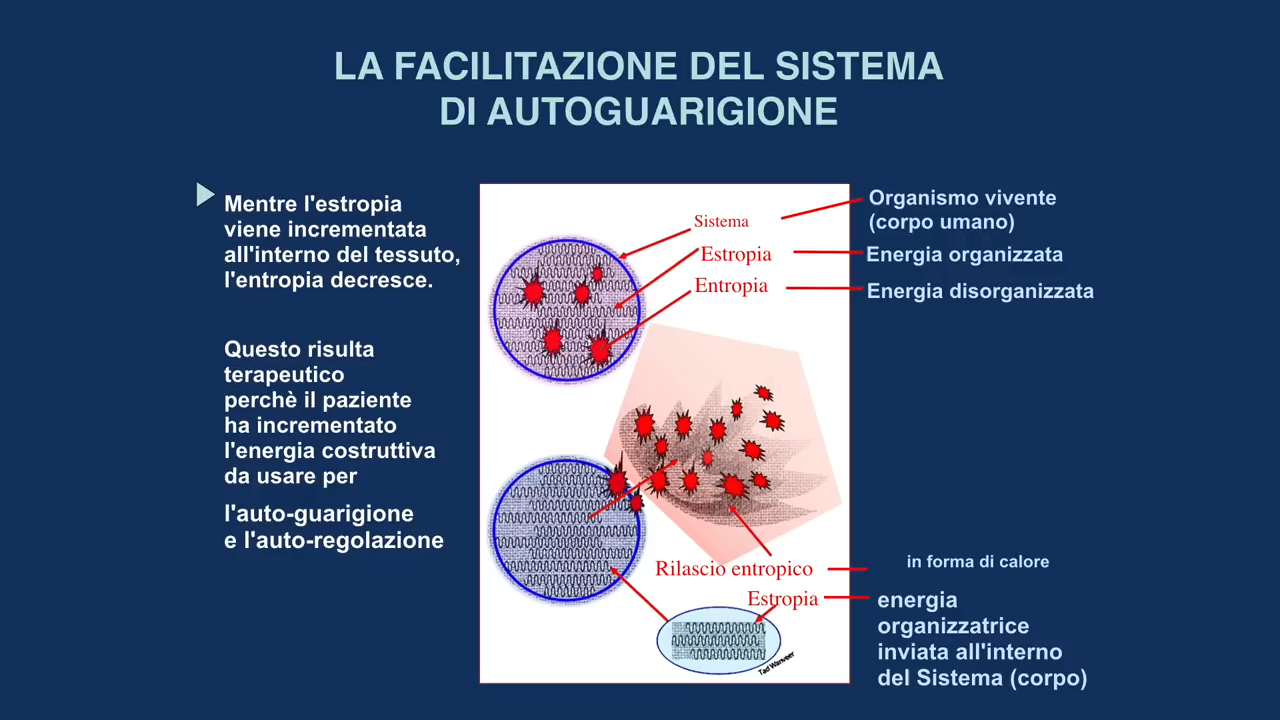 LA FACILITAZIONE DEL SISTEMA
DI AUTOGUARIGIONE
Mentre l'estropia
viene incrementata
all'interno del tessuto,
l'entropia decresce.
Questo risulta
terapeutico
perchè il paziente
ha incrementato
l'energia costruttiva
da usare per
l'auto-guarigione
e l'auto-regolazione
Sistema
Estropia
Entropia
Organismo vivente
(corpo umano)
Energia organizzata
Energia disorganizzata
Rilascio entropico
in forma di calore
Estropia
energia
organizzatrice
inviata all'interno
del Sistema (corpo)
Tad Wanveer